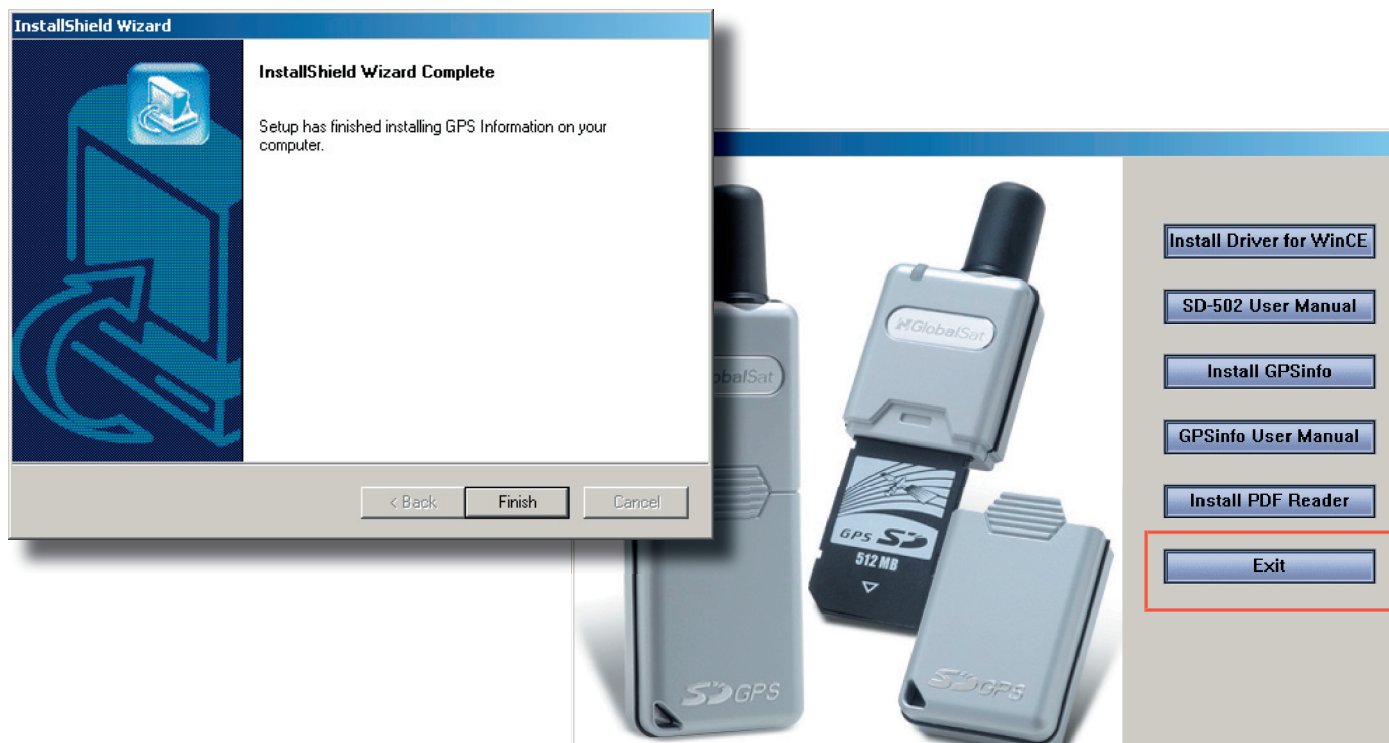 InstallShield Wizard
InstallShield Wizard Complete
Setup has finished installing GPS Information on your
computer.
< Back
Finish
Cancel
Install Driver for WinCE
SD-502 User Manual
Install GPSinfo
GPSinfo User Manual
Install PDF Reader
Exit
GlobalSat
obalSat
GPS SD
512 MB
SD GPS
SD GPS